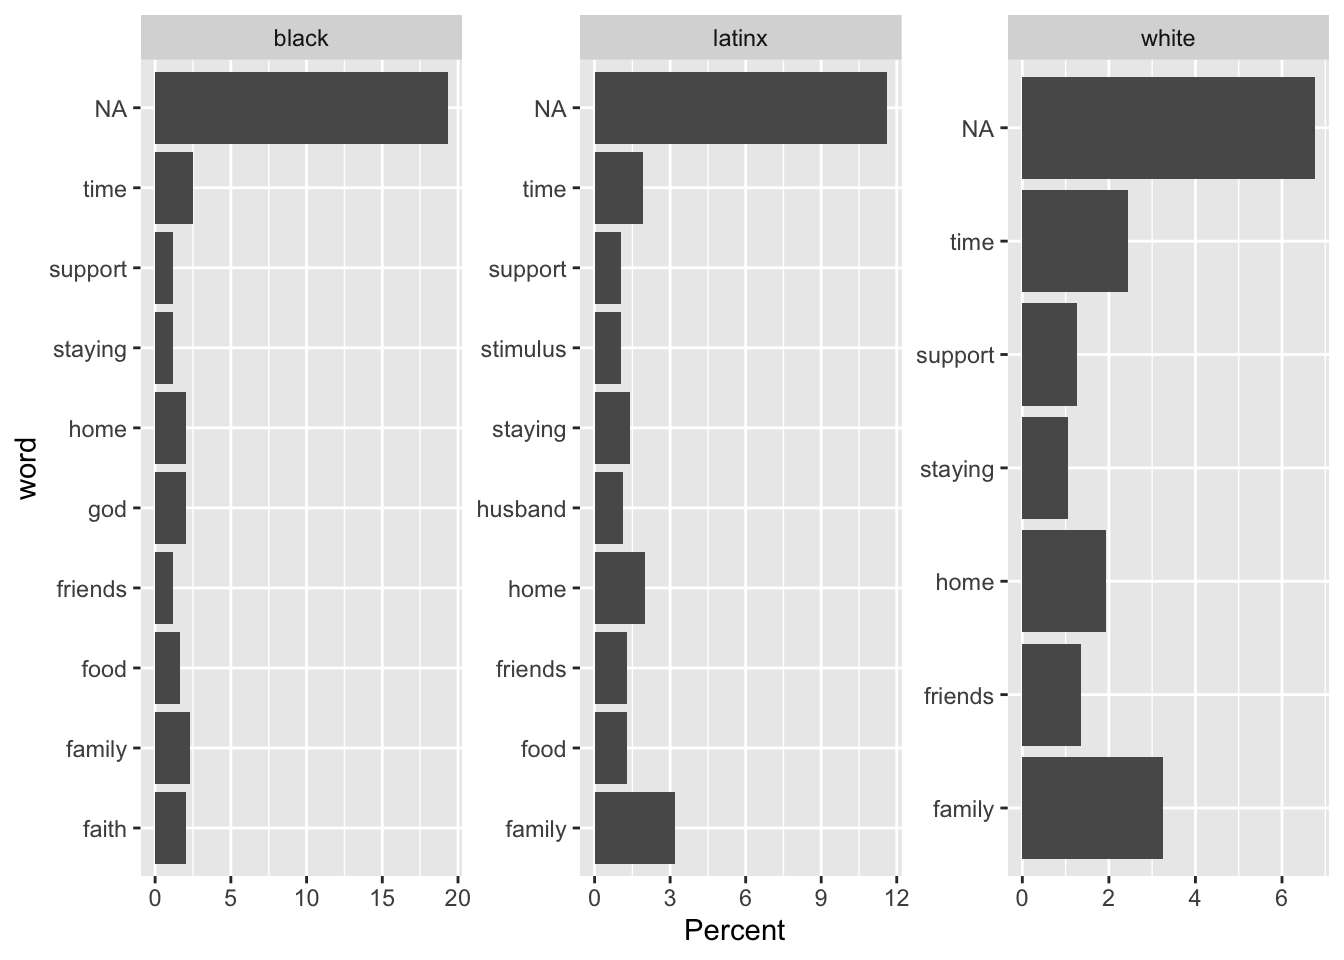 black
latinx
white
word
NA
time
support
staying
home
god
friends
food
family
faith
0 5 10 15 20
NA
time
support
stimulus
staying
husband
home
friends
food
family
0 3 6 9 12
NA
time
support
staying
home
friends
family
0 2 4 6
Percent